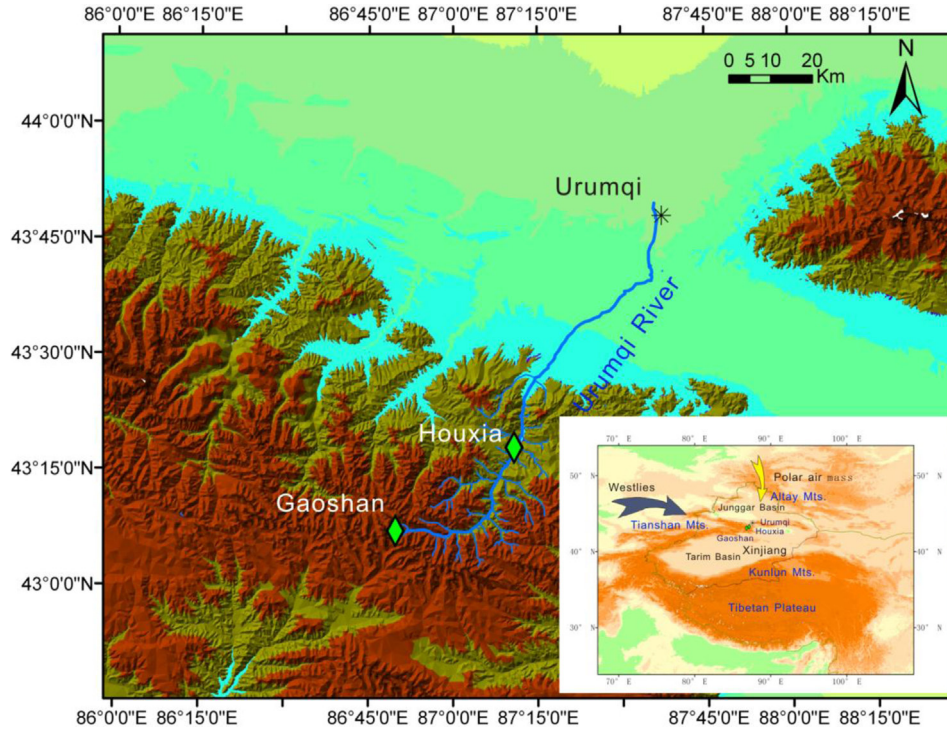 86°0'0"E 86°15'0"E 86°45'0"E 87°0'0"E 87°15'0"E 87°45'0"E 88°0'0"E 88°15'0"E
N
0 5 10 20
Km
44°0'0"N
Urumqi
43°45'0"N
43°30'0"N
Urumqi River
Houxia
43°15'0"N
Gaoshan
43°0'0"N
70° E 80° E 90° E 100° E
50° N
50° N
Polar air mass
Westlies
Altay Mts.
Junggar Basin
Tianshan Mts.
Urumqi
Houxia
Gaoshan
Xinjiang
40° N
40° N
Tarim Basin
Kunlun Mts.
Tibetan Plateau
30° N
30° N
70° E 80° E 90° E 100° E
86°0'0"E 86°15'0"E 86°45'0"E 87°0'0"E 87°15'0"E 87°45'0"E 88°0'0"E 88°15'0"E